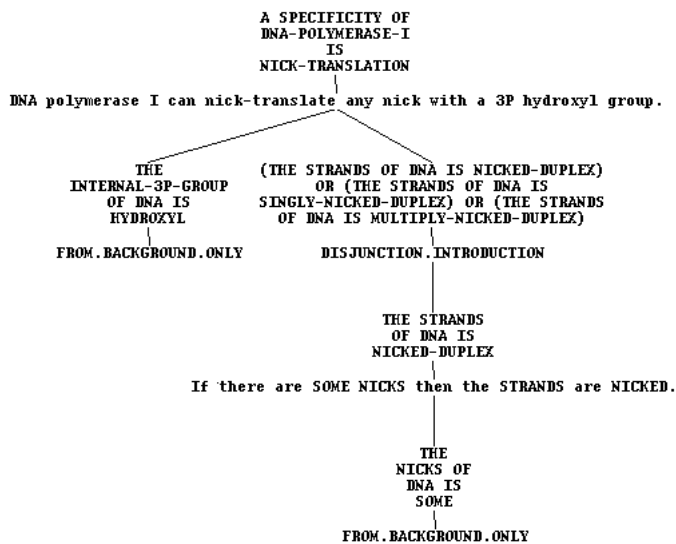 A SPECIFICITY OF
DNA-POLYMERASE-I
IS
NICK-TRANSLATION
DNA polymerase I can nick-translate any nick with a 3P hydroxyl group.
THE
INTERNAL-3P-GROUP
OF DNA IS
HYDROXYL
FROM.BACKGROUND.ONLY
(THE STRANDS OF DNA IS NICKED-DUPLEX)
OR (THE STRANDS OF DNA IS
SINGLY-NICKED-DUPLEX) OR (THE STRANDS
OF DNA IS MULTIPLY-NICKED-DUPLEX)
DISJUNCTION.INTRODUCTION
THE STRANDS
OF DNA IS
NICKED-DUPLEX
If there are SOME NICKS then the STRANDS are NICKED.
THE
NICKS OF
DNA IS
SOME
FROM.BACKGROUND.ONLY